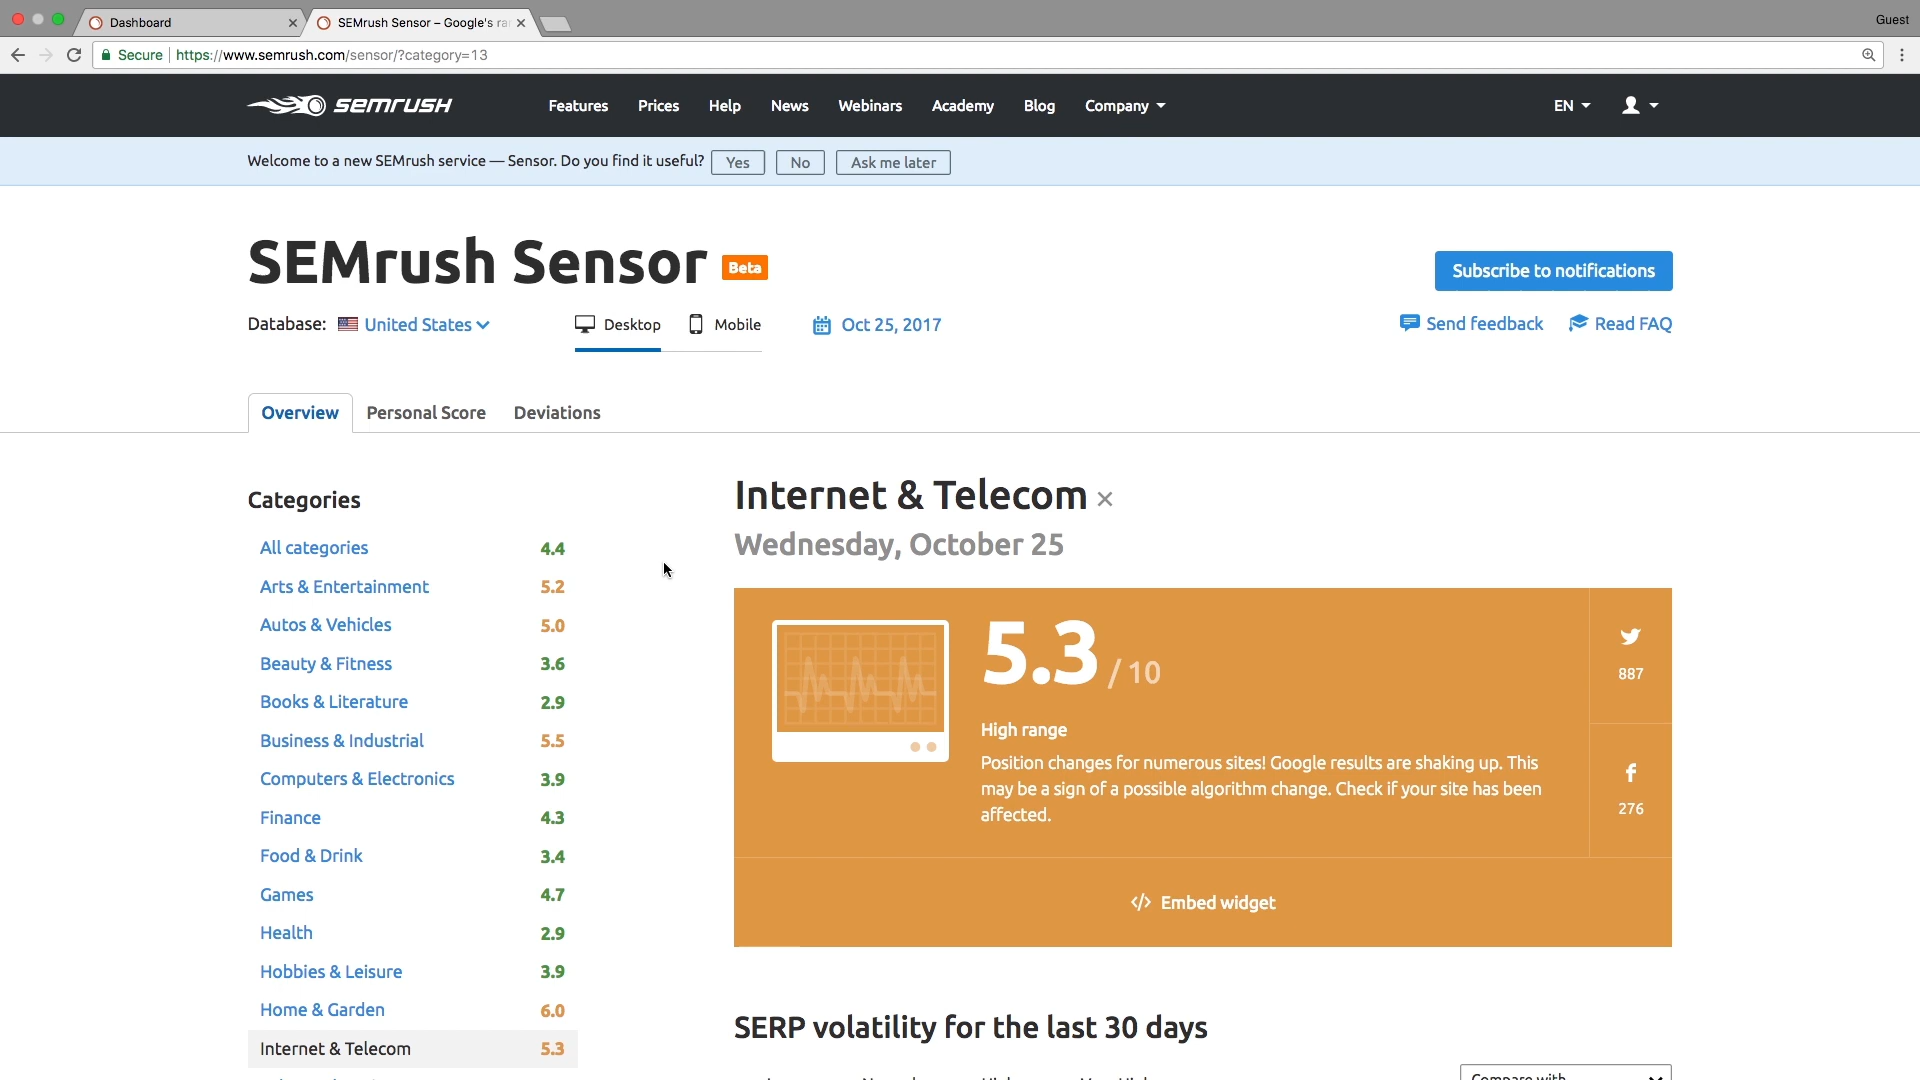 Dashboard
SEMrush Sensor – Google's ra
Guest
Secure
https://www.semrush.com/sensor/?category=13
semrush
Features
Prices
Help
News
Webinars
Academy
Blog
Company
EN
Welcome to a new SEMrush service — Sensor. Do you find it useful?
Yes
No
Ask me later
SEMrush Sensor
Beta
Subscribe to notifications
Database:
United States
Desktop
Mobile
Oct 25, 2017
Send feedback
Read FAQ
Overview
Personal Score
Deviations
Categories
All categories 4.4
Arts & Entertainment 5.2
Autos & Vehicles 5.0
Beauty & Fitness 3.6
Books & Literature 2.9
Business & Industrial 5.5
Computers & Electronics 3.9
Finance 4.3
Food & Drink 3.4
Games 4.7
Health 2.9
Hobbies & Leisure 3.9
Home & Garden 6.0
Internet & Telecom 5.3
Internet & Telecom
Wednesday, October 25
5.3 / 10
High range
Position changes for numerous sites! Google results are shaking up. This
may be a sign of a possible algorithm change. Check if your site has been
affected.
887
276
Embed widget
SERP volatility for the last 30 days
Compare with